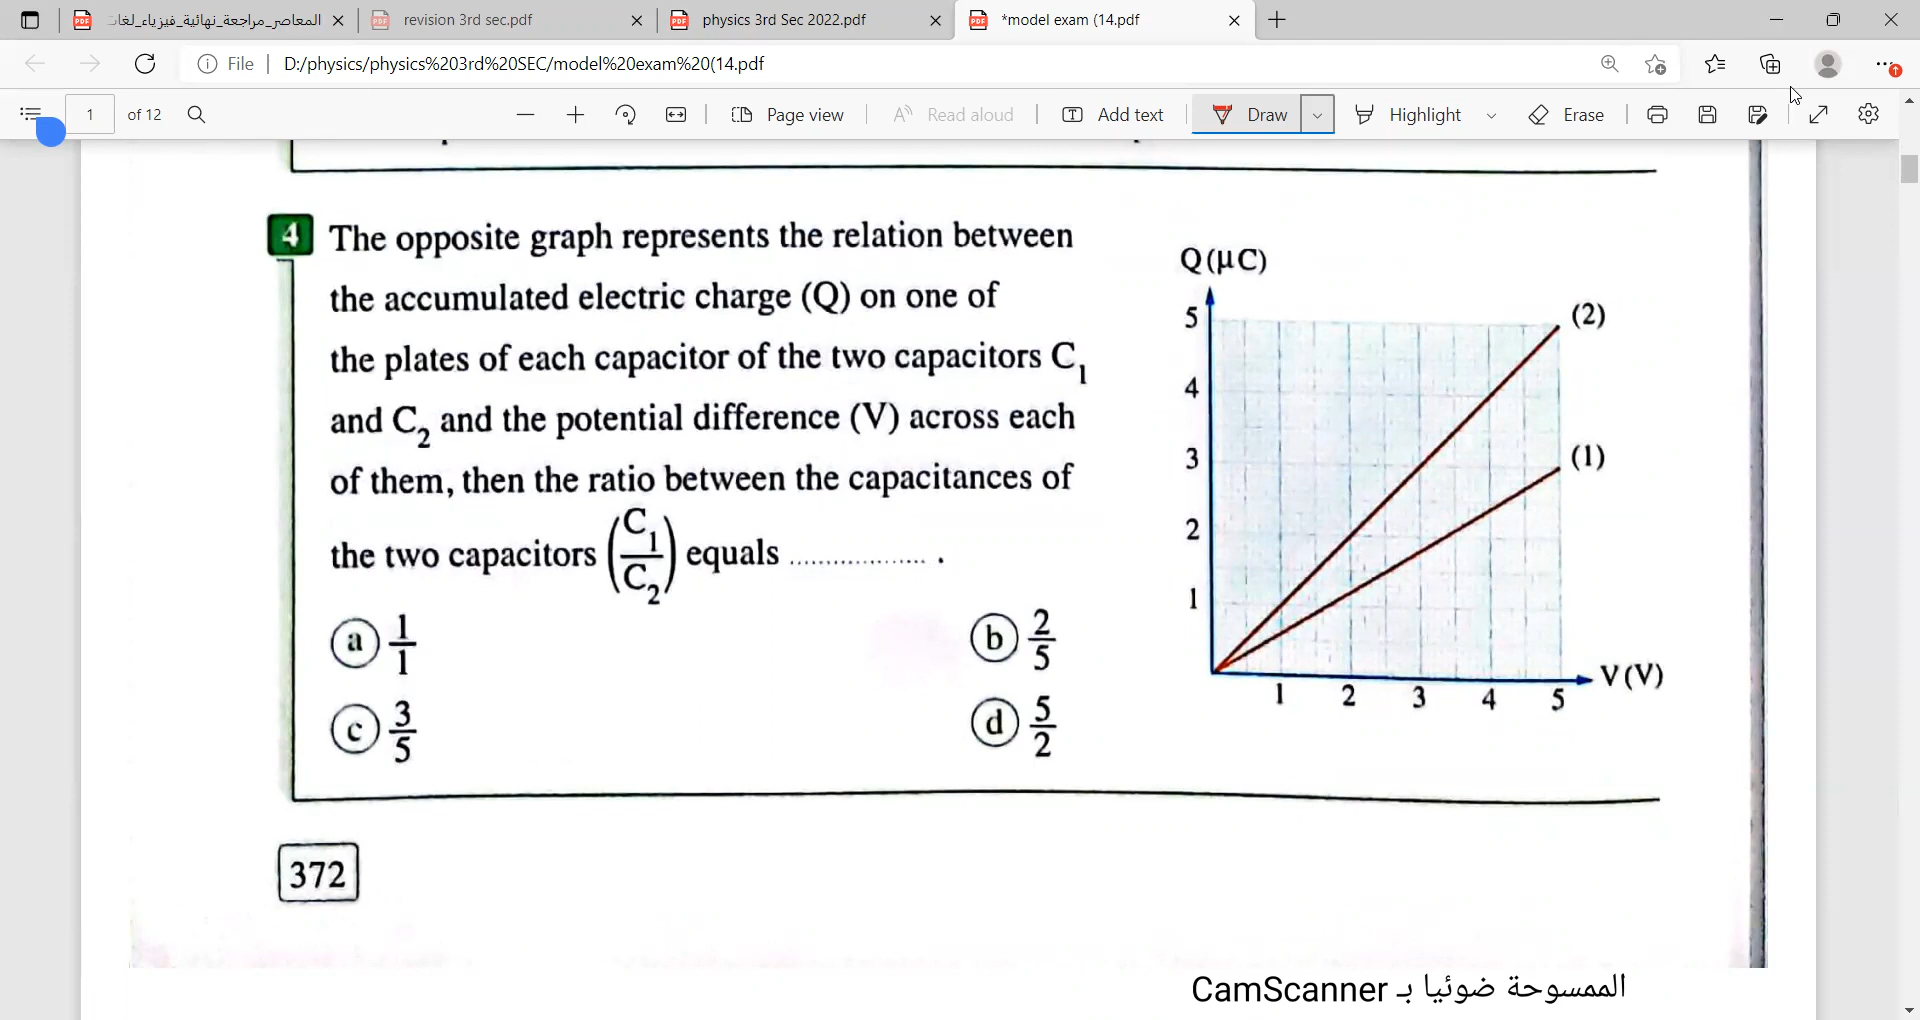 المعاصر_مراجعة_نهائية_فيزياء_لغات
revision 3rd sec.pdf
physics 3rd Sec 2022.pdf
*model exam (14.pdf
File
D:/physics/physics%203rd%20SEC/model%20exam%20(14.pdf
1 of 12
Page view
Read aloud
Add text
Draw
Highlight
Erase
4 The opposite graph represents the relation between
the accumulated electric charge (Q) on one of
the plates of each capacitor of the two capacitors C₁
and C₂ and the potential difference (V) across each
of them, then the ratio between the capacitances of
the two capacitors (C₁/C₂) equals .................. .
a 1/1
b 2/5
c 3/5
d 5/2
Q (μC)
5
4
3
2
1
(2)
(1)
1 2 3 4 5
V (V)
372
الممسوحة ضوئيا بـ CamScanner